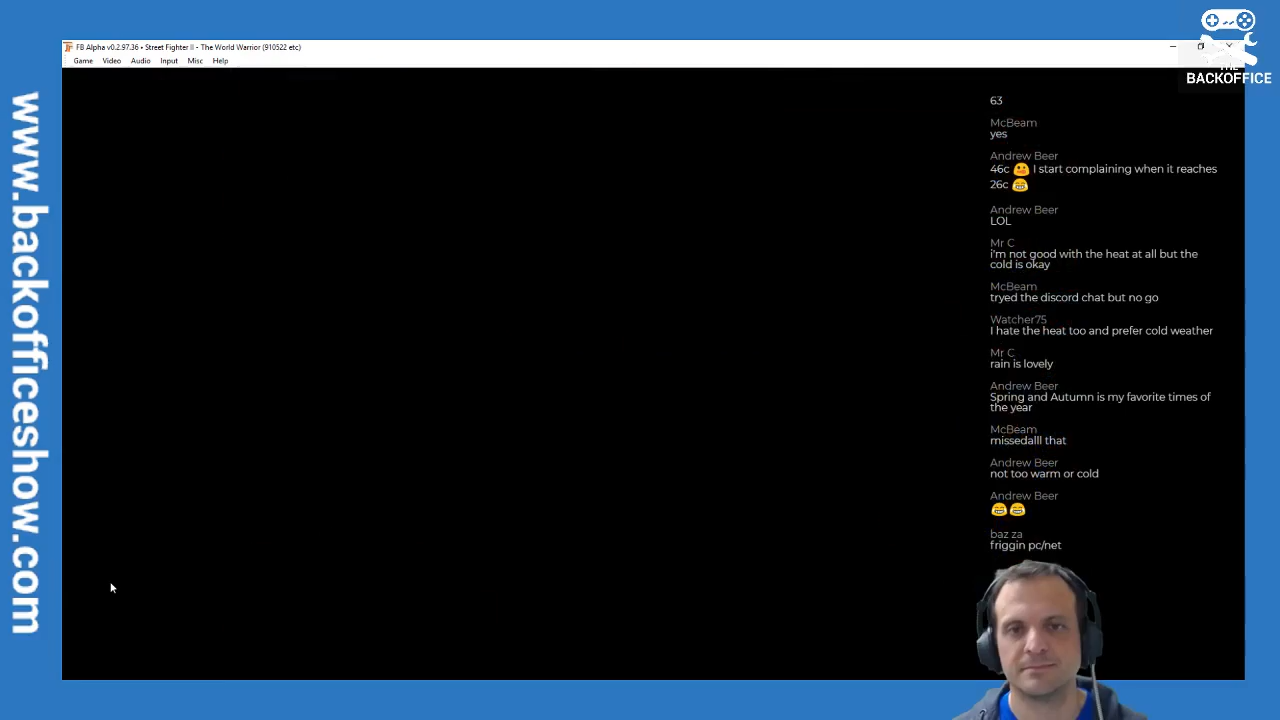 www.backofficeshow.com
FB Alpha v0.2.97.36 • Street Fighter II - The World Warrior (910522 etc)
Game Video Audio Input Misc Help
THE
BACKOFFICE
63
McBeam
yes
Andrew Beer
46c 😬 I start complaining when it reaches
26c 😂
Andrew Beer
LOL
Mr C
i'm not good with the heat at all but the
cold is okay
McBeam
tryed the discord chat but no go
Watcher75
I hate the heat too and prefer cold weather
Mr C
rain is lovely
Andrew Beer
Spring and Autumn is my favorite times of
the year
McBeam
missedalll that
Andrew Beer
not too warm or cold
Andrew Beer
😂😂
baz za
friggin pc/net